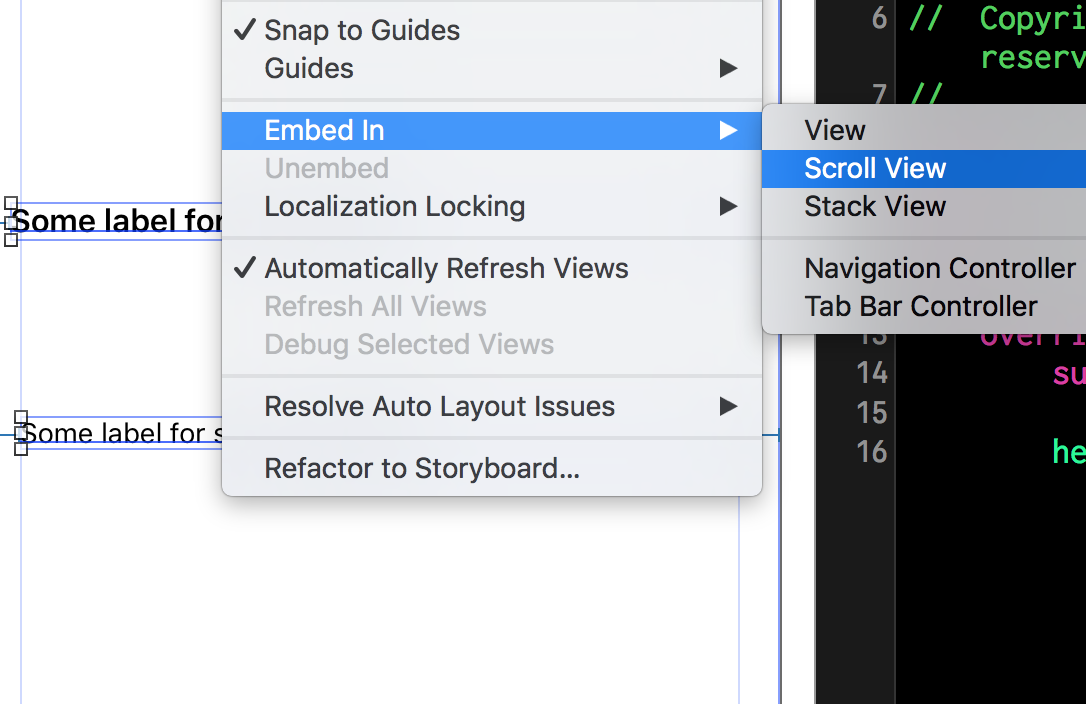 Snap to Guides
Guides
Embed In
Unembed
Localization Locking
Automatically Refresh Views
Refresh All Views
Debug Selected Views
Resolve Auto Layout Issues
Refactor to Storyboard...
View
Scroll View
Stack View
Navigation Controller
Tab Bar Controller
Some label for
Some label for s
6 // Copyri
reserv
7 //
13 overri
14 su
15
16 he